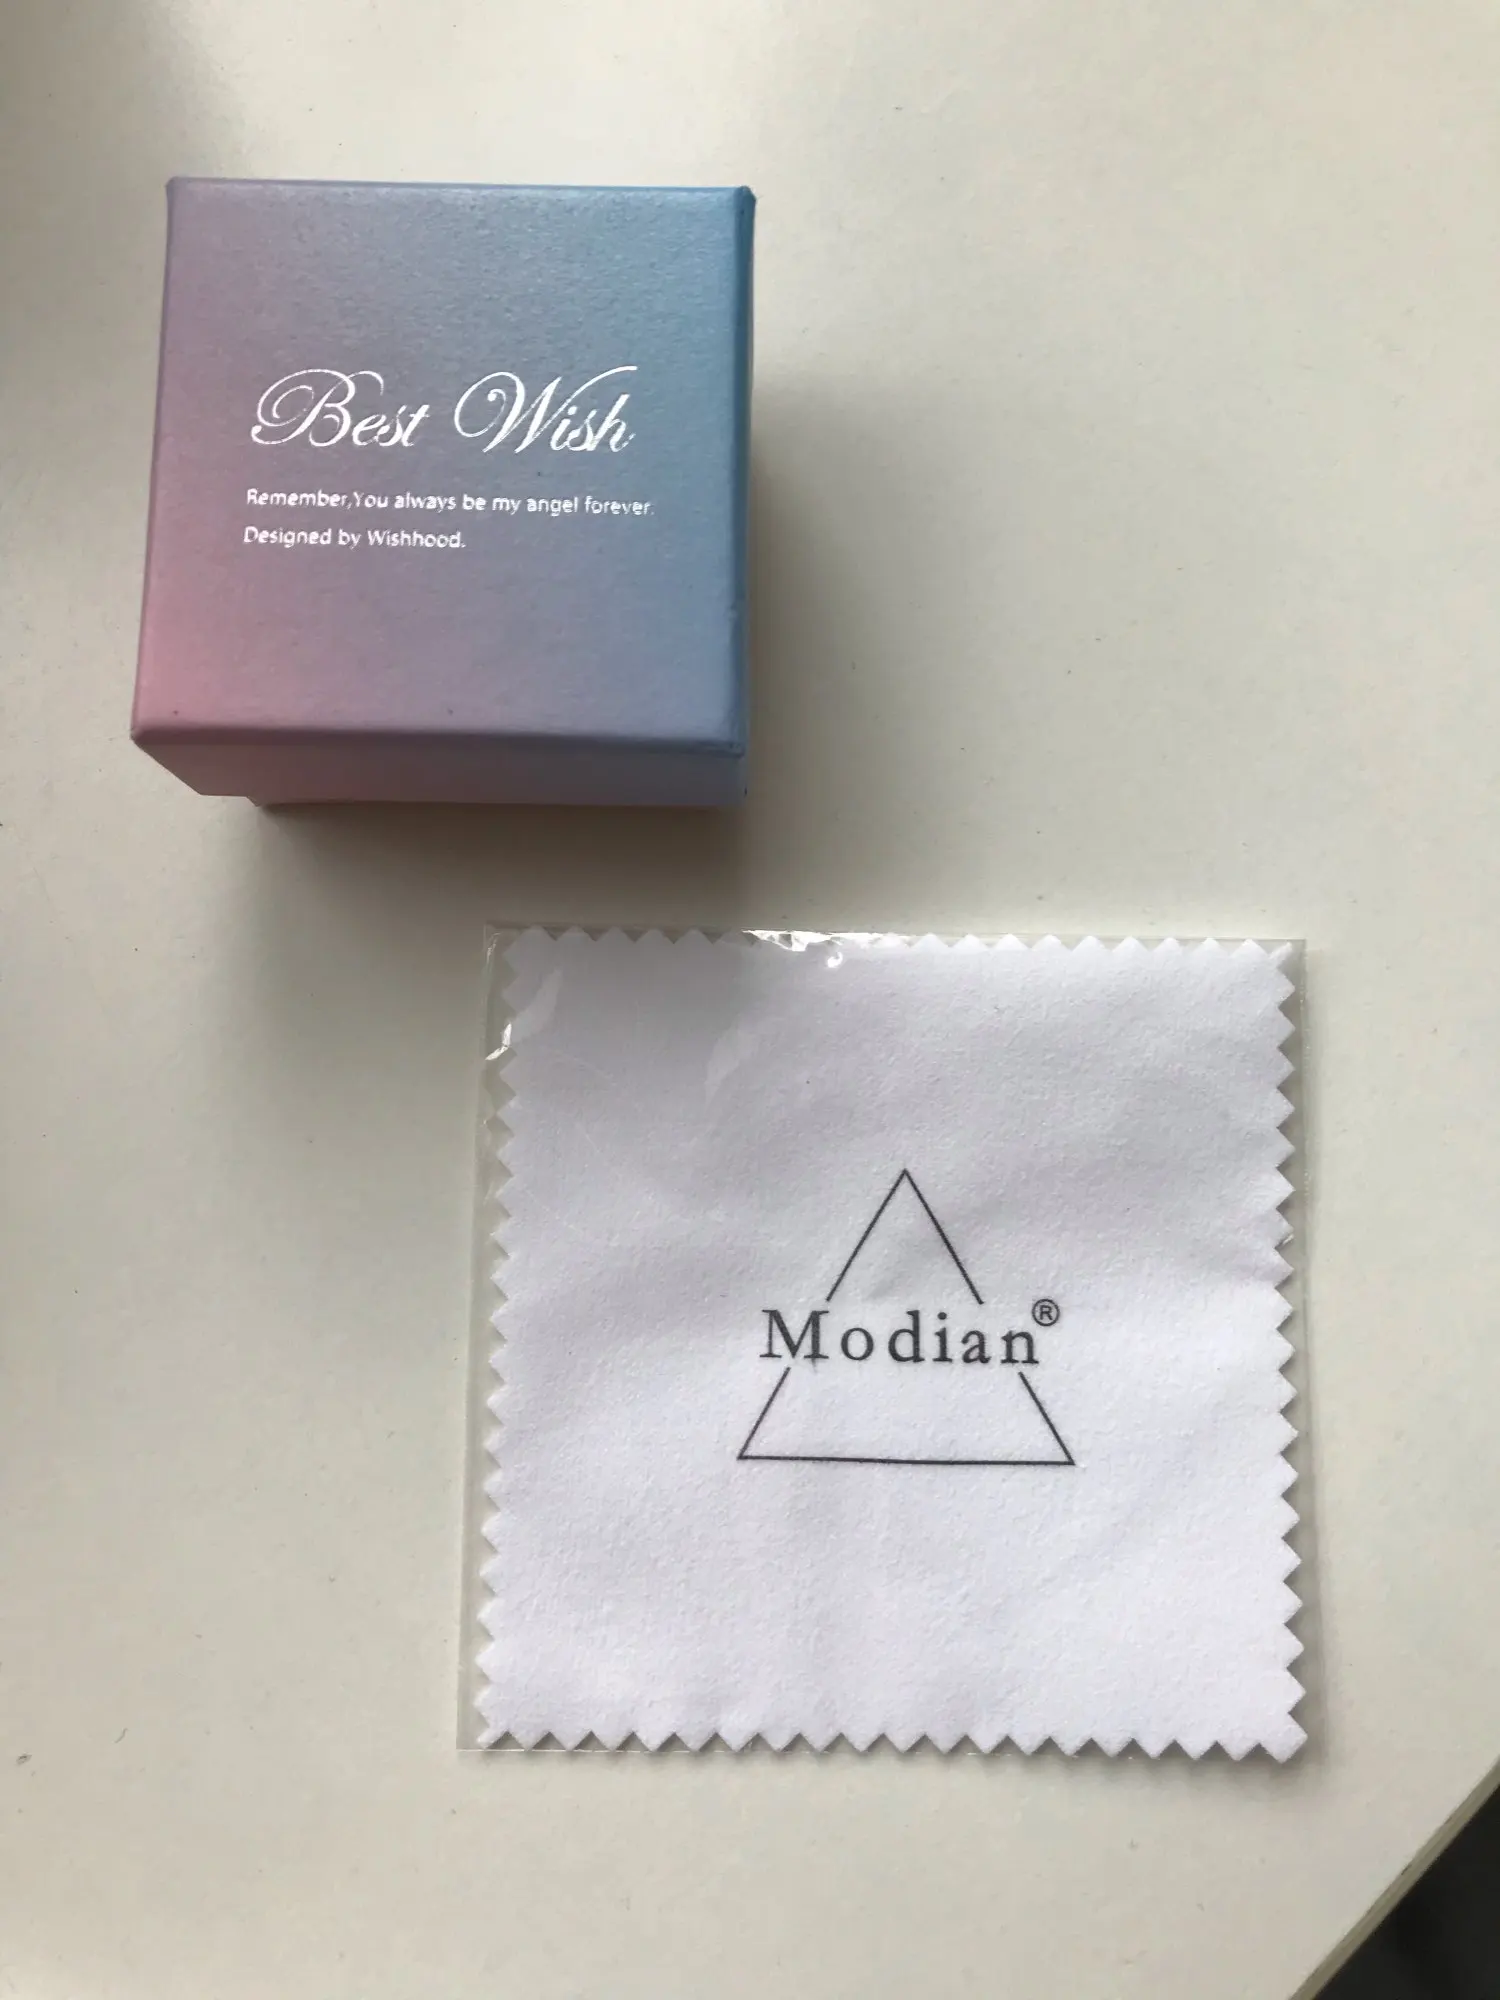 Best Wish
Remember,You always be my angel forever.
Designed by Wishhood.
Modian®